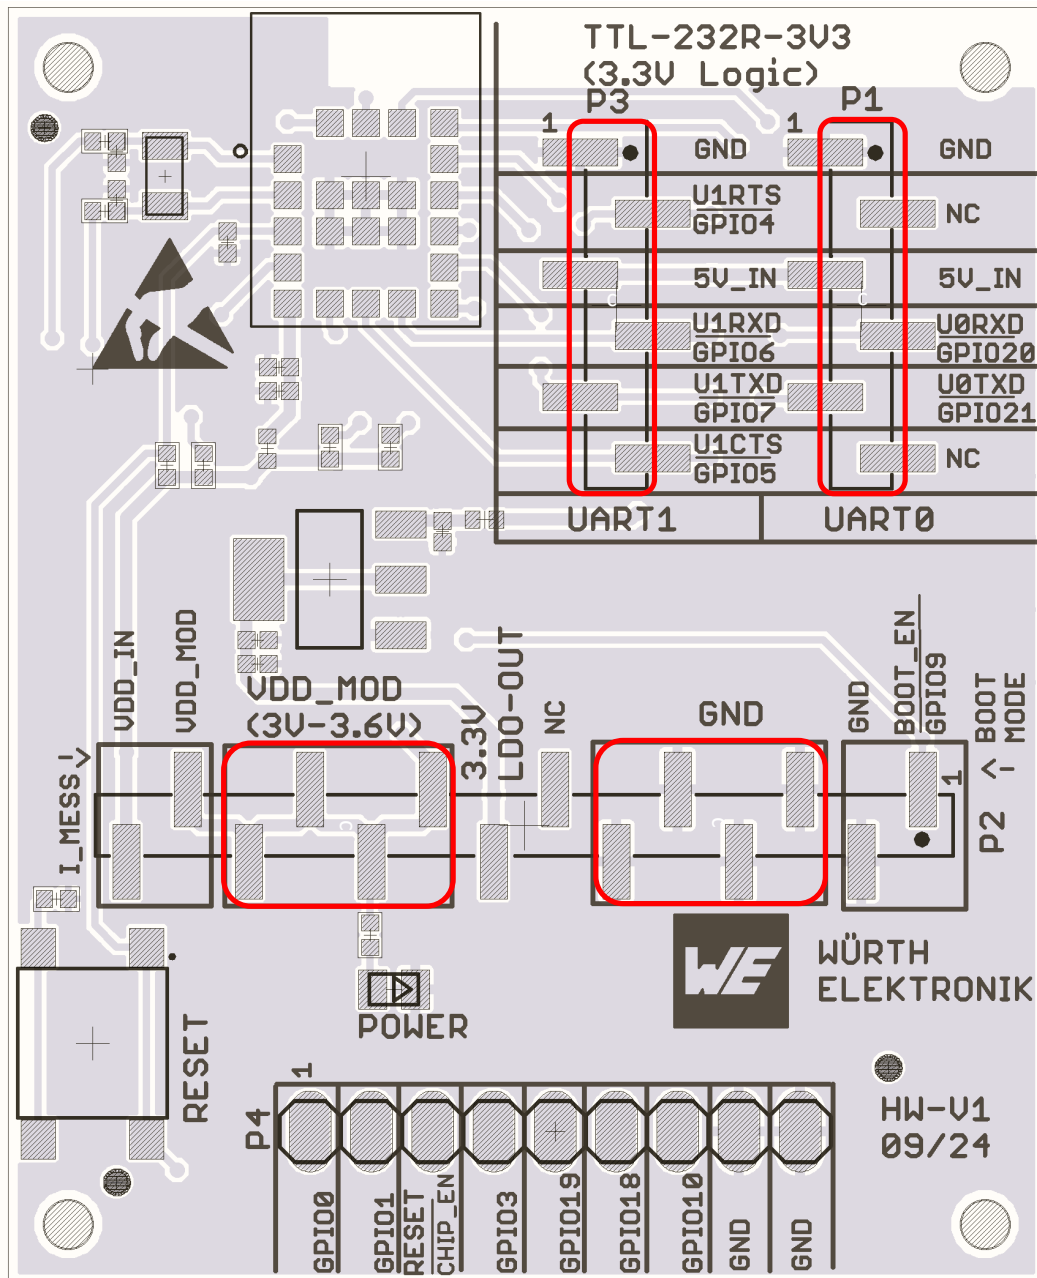 TTL-232R-3V3
(3.3V Logic)
P3
P1
1
1
GND
GND
U1RTS
GPIO4
NC
5V_IN
5V_IN
U1RXD
GPIO6
U0RXD
GPIO20
U1TXD
GPIO7
U0TXD
GPIO21
U1CTS
GPIO5
NC
UART1
UART0
VDD_IN
VDD_MOD
VDD_MOD
(3V-3.6V)
3.3V
LDO-OUT
NC
GND
GND
BOOT_EN
GPIO9
BOOT
MODE
<-
I_MESS
->
1
P2
WE
WÜRTH
ELEKTRONIK
POWER
RESET
1
P4
HW-V1
09/24
GPIO0
GPIO1
RESET
CHIP_EN
GPIO3
GPIO19
GPIO18
GPIO10
GND
GND